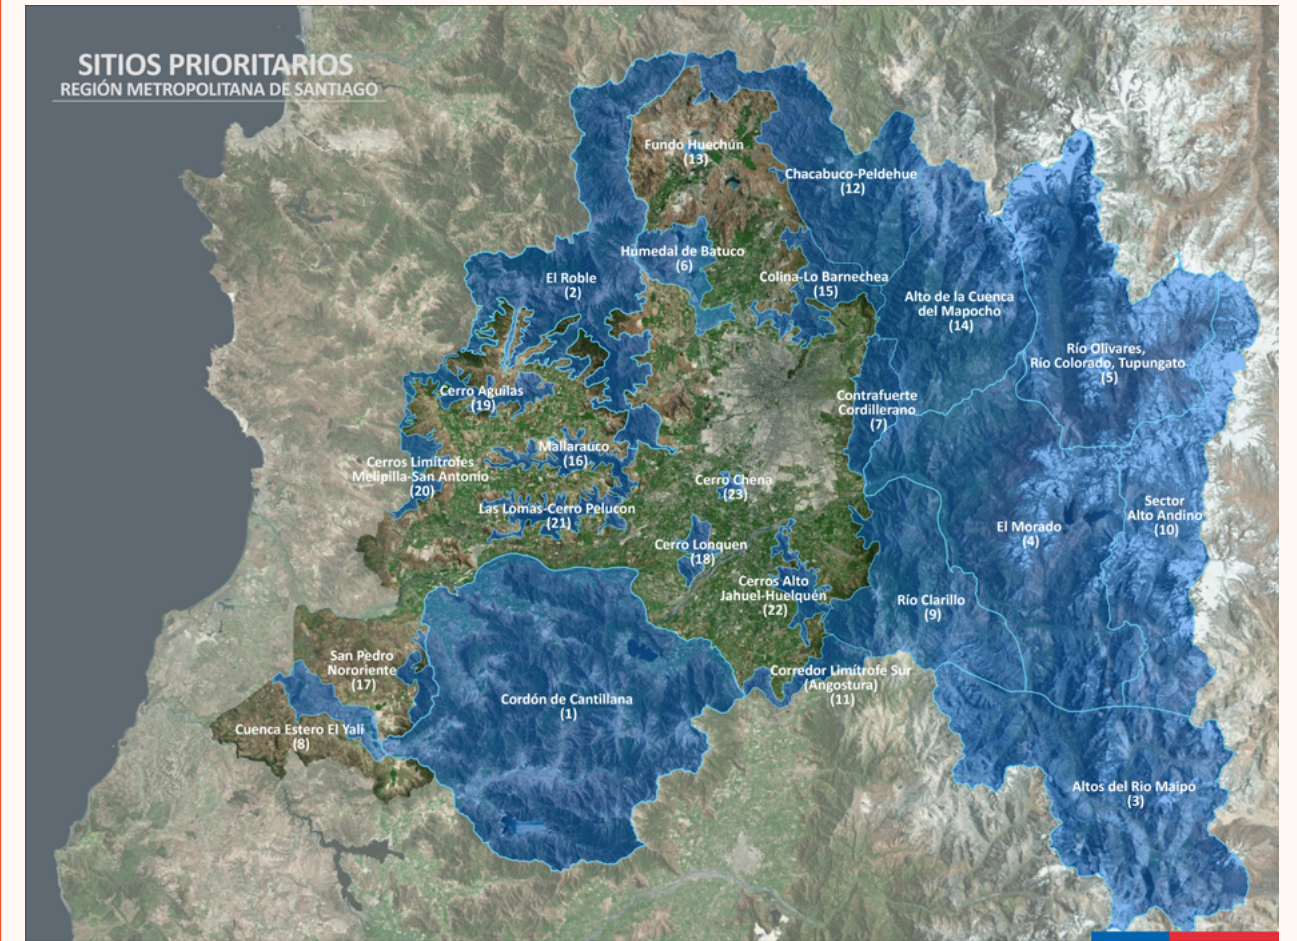 SITIOS PRIORITARIOS
REGIÓN METROPOLITANA DE SANTIAGO
Fundo Huechún
(13)
Chacabuco-Peldehue
(12)
Humedal de Batuco
(6)
El Roble
(2)
Colina-Lo Barnechea
(15)
Alto de la Cuenca
del Mapocho
(14)
Río Olivares,
Río Colorado, Tupungato
(5)
Cerro Aguilas
(19)
Contrafuerte
Cordillerano
(7)
Mallarauco
(16)
Cerros Limítrofes
Melipilla-San Antonio
(20)
Cerro Chena
(23)
Las Lomas-Cerro Pelucon
(21)
Sector
Alto Andino
(10)
El Morado
(4)
Cerro Lonquen
(18)
Cerros Alto
Jahuel-Huelquén
(22)
Río Clarillo
(9)
San Pedro
Nororiente
(17)
Corredor Limítrofe Sur
(Angostura)
(11)
Cordón de Cantillana
(1)
Cuenca Estero El Yali
(8)
Altos del Rio Maipo
(3)